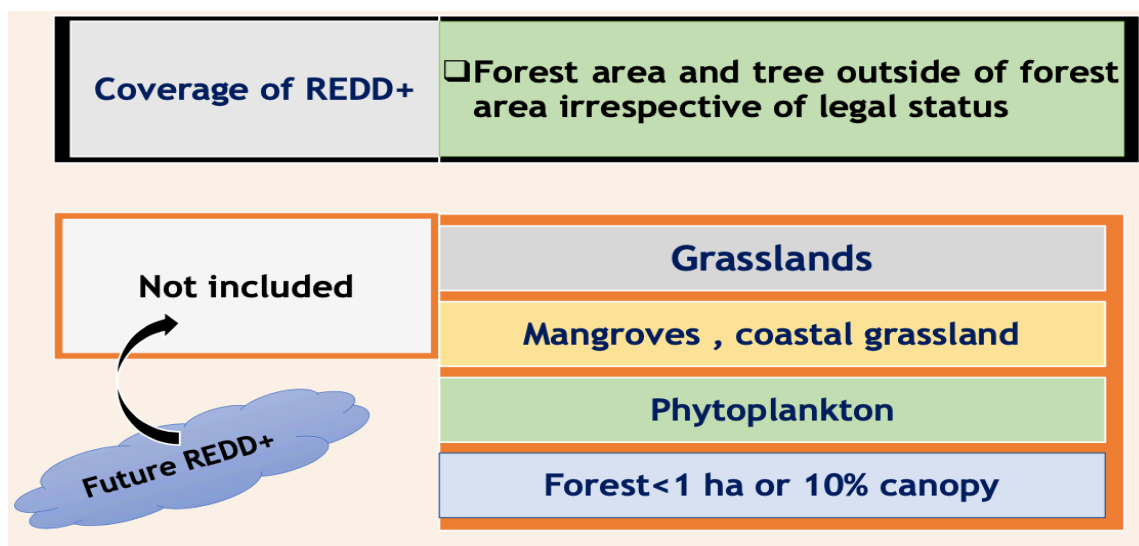 Coverage of REDD+
❑Forest area and tree outside of forest
area irrespective of legal status
Not included
Grasslands
Mangroves , coastal grassland
Phytoplankton
Forest<1 ha or 10% canopy
Future REDD+